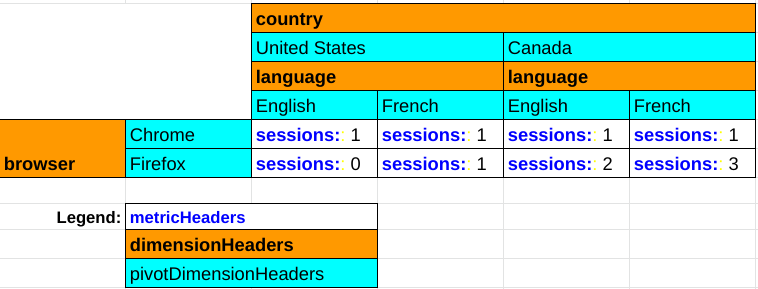 country
United States Canada
language language
English French English French
Chrome sessions: 1 sessions: 1 sessions: 1 sessions: 1
browser Firefox sessions: 0 sessions: 1 sessions: 2 sessions: 3
Legend: metricHeaders
dimensionHeaders
pivotDimensionHeaders